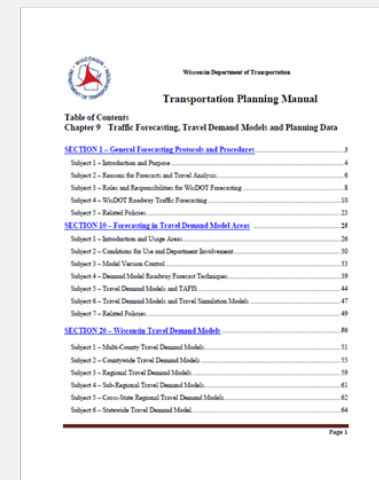 WISCONSIN
DEPARTMENT OF TRANSPORTATION
Wisconsin Department of Transportation
Transportation Planning Manual
Table of Contents
Chapter 9 Traffic Forecasting, Travel Demand Models and Planning Data
SECTION 1 – General Forecasting Protocols and Procedures 3
Subject 1 – Introduction and Purpose 4
Subject 2 – Reasons for Forecasts and Travel Analysis 6
Subject 3 – Roles and Responsibilities for WisDOT Forecasting 8
Subject 4 – WisDOT Roadway Traffic Forecasting 10
Subject 5 – Related Policies 23
SECTION 10 – Forecasting in Travel Demand Model Areas 25
Subject 1 – Introduction and Usage Areas 26
Subject 2 – Conditions for Use and Department Involvement 30
Subject 3 – Model Version Control 33
Subject 4 – Demand Model Roadway Forecast Techniques 39
Subject 5 – Travel Demand Models and TAFIS 44
Subject 6 – Travel Demand Models and Travel Simulation Models 47
Subject 7 – Related Policies 49
SECTION 20 – Wisconsin Travel Demand Models 50
Subject 1 – Multi-County Travel Demand Models 51
Subject 2 – Countywide Travel Demand Models 55
Subject 3 – Regional Travel Demand Models 59
Subject 4 – Sub-Regional Travel Demand Models 61
Subject 5 – Cross-State Regional Travel Demand Models 62
Subject 6 – Statewide Travel Demand Model 64
Page 1